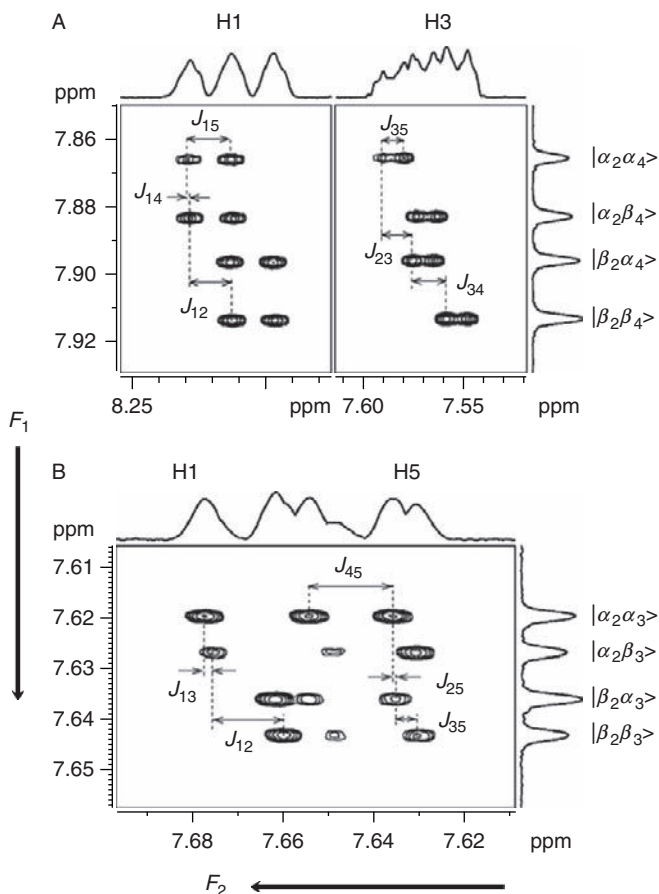 A
H1
H3
ppm
7.86
7.88
7.90
7.92
J15
J14
J12
J35
J23
J34
|α2α4>
|α2β4>
|β2α4>
|β2β4>
8.25
ppm
7.60
7.55
ppm
F1
B
H1
H5
ppm
7.61
7.62
7.63
7.64
7.65
J45
J13
J12
J25
J35
|α2α3>
|α2β3>
|β2α3>
|β2β3>
7.68
7.66
7.64
7.62
ppm
F2